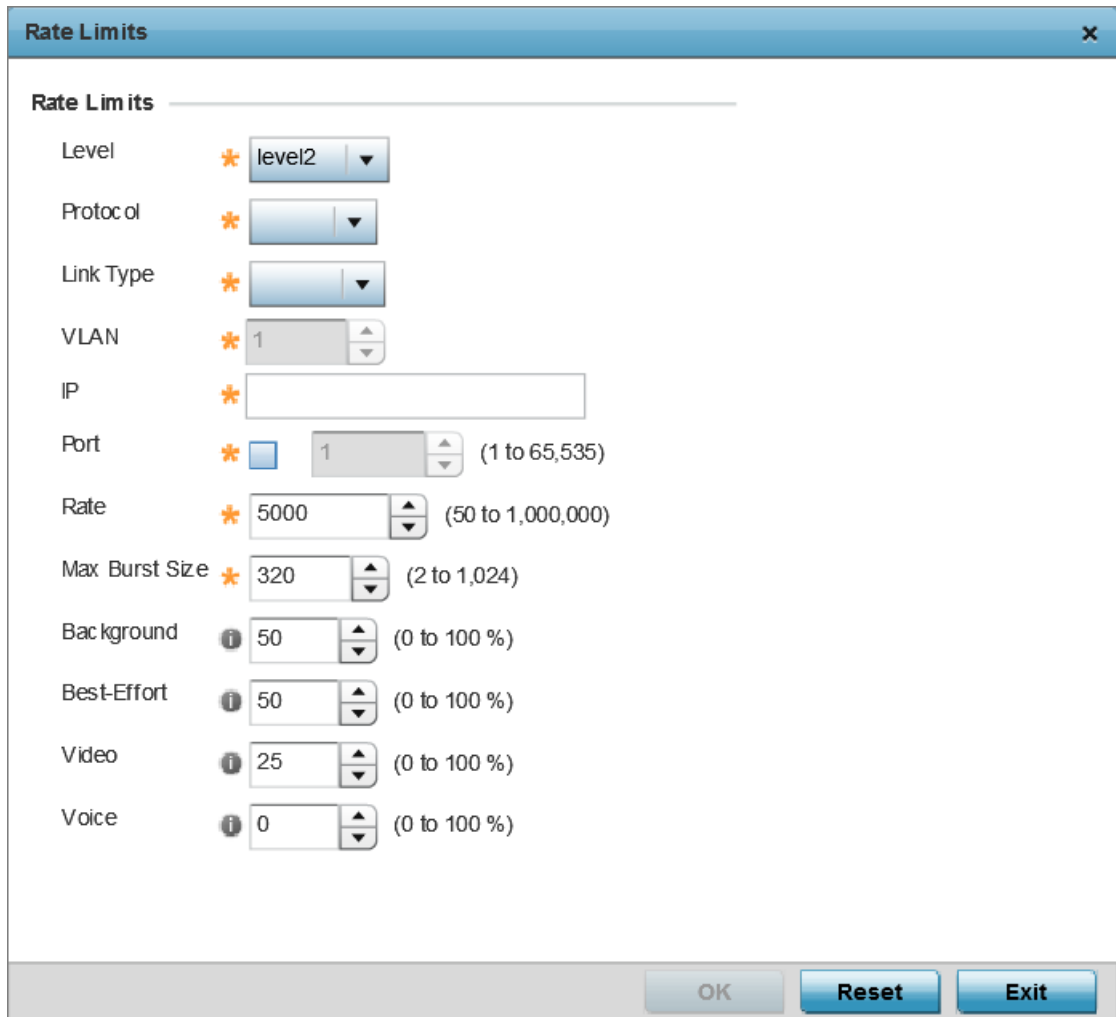 Rate Limits x
Rate Limits
Level * level2
Protocol *
Link Type *
VLAN * 1
IP *
Port * 1 (1 to 65,535)
Rate * 5000 (50 to 1,000,000)
Max Burst Size * 320 (2 to 1,024)
Background i 50 (0 to 100 %)
Best-Effort i 50 (0 to 100 %)
Video i 25 (0 to 100 %)
Voice i 0 (0 to 100 %)
OK Reset Exit